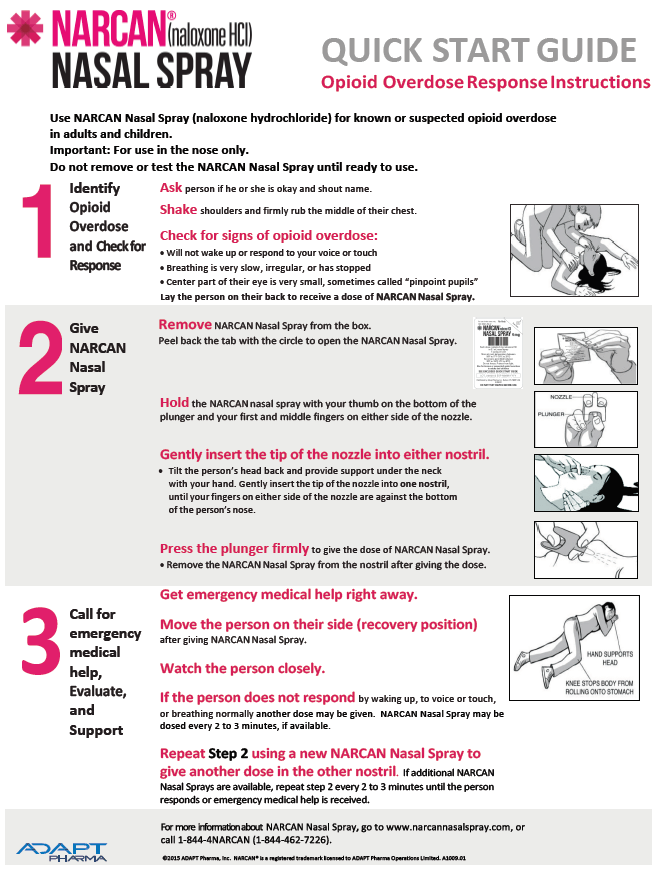 NARCAN® (naloxone HCl)
NASAL SPRAY
QUICK START GUIDE
Opioid Overdose Response Instructions
Use NARCAN Nasal Spray (naloxone hydrochloride) for known or suspected opioid overdose
in adults and children.
Important: For use in the nose only.
Do not remove or test the NARCAN Nasal Spray until ready to use.
1
Identify
Opioid
Overdose
and Check for
Response
Ask person if he or she is okay and shout name.
Shake shoulders and firmly rub the middle of their chest.
Check for signs of opioid overdose:
• Will not wake up or respond to your voice or touch
• Breathing is very slow, irregular, or has stopped
• Center part of their eye is very small, sometimes called “pinpoint pupils”
Lay the person on their back to receive a dose of NARCAN Nasal Spray.
2
Give
NARCAN
Nasal
Spray
Remove NARCAN Nasal Spray from the box.
Peel back the tab with the circle to open the NARCAN Nasal Spray.
NARCAN
Hold the NARCAN nasal spray with your thumb on the bottom of the
plunger and your first and middle fingers on either side of the nozzle.
NOZZLE
PLUNGER
Gently insert the tip of the nozzle into either nostril.
• Tilt the person’s head back and provide support under the neck
with your hand. Gently insert the tip of the nozzle into one nostril,
until your fingers on either side of the nozzle are against the bottom
of the person’s nose.
Press the plunger firmly to give the dose of NARCAN Nasal Spray.
• Remove the NARCAN Nasal Spray from the nostril after giving the dose.
3
Call for
emergency
medical
help,
Evaluate,
and
Support
Get emergency medical help right away.
Move the person on their side (recovery position)
after giving NARCAN Nasal Spray.
HAND SUPPORTS
HEAD
KNEE STOPS BODY FROM
ROLLING ONTO STOMACH
Watch the person closely.
If the person does not respond by waking up, to voice or touch,
or breathing normally another dose may be given. NARCAN Nasal Spray may be
dosed every 2 to 3 minutes, if available.
Repeat Step 2 using a new NARCAN Nasal Spray to
give another dose in the other nostril. If additional NARCAN
Nasal Sprays are available, repeat step 2 every 2 to 3 minutes until the person
responds or emergency medical help is received.
ADAPT
PHARMA
For more information about NARCAN Nasal Spray, go to www.narcannasalspray.com, or
call 1-844-4NARCAN (1-844-462-7226).
©2015 ADAPT Pharma, Inc. NARCAN® is a registered trademark licensed to ADAPT Pharma Operations Limited. A1009.01